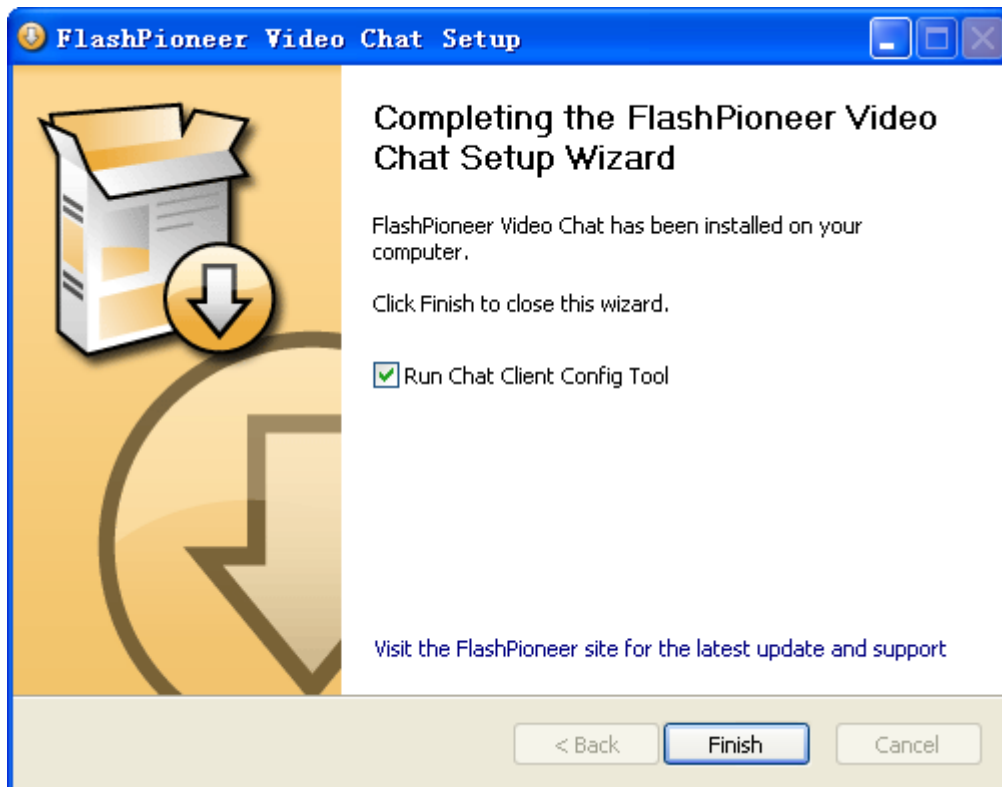 FlashPioneer Video Chat Setup
Completing the FlashPioneer Video
Chat Setup Wizard
FlashPioneer Video Chat has been installed on your
computer.
Click Finish to close this wizard.
Run Chat Client Config Tool
Visit the FlashPioneer site for the latest update and support
< Back
Finish
Cancel